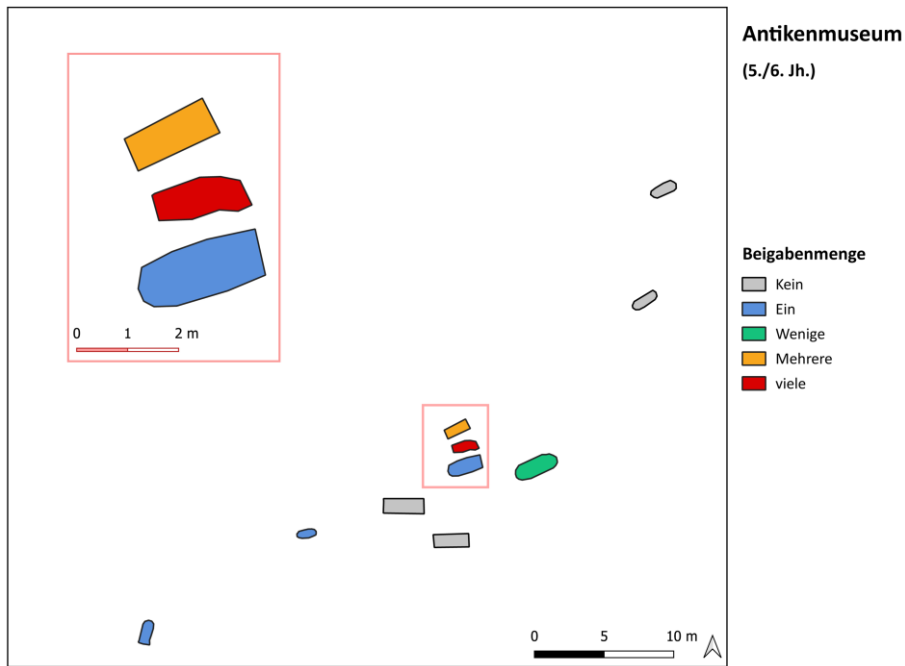 Antikenmuseum
(5./6. Jh.)
Beigabenmenge
Kein
Ein
Wenige
Mehrere
viele
0 1 2 m
0 5 10 m